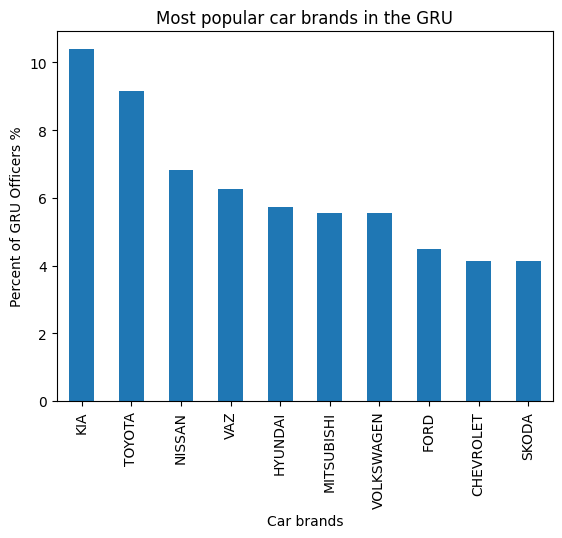 Most popular car brands in the GRU
Percent of GRU Officers %
10
8
6
4
2
0
KIA
TOYOTA
NISSAN
VAZ
HYUNDAI
MITSUBISHI
VOLKSWAGEN
FORD
CHEVROLET
SKODA
Car brands